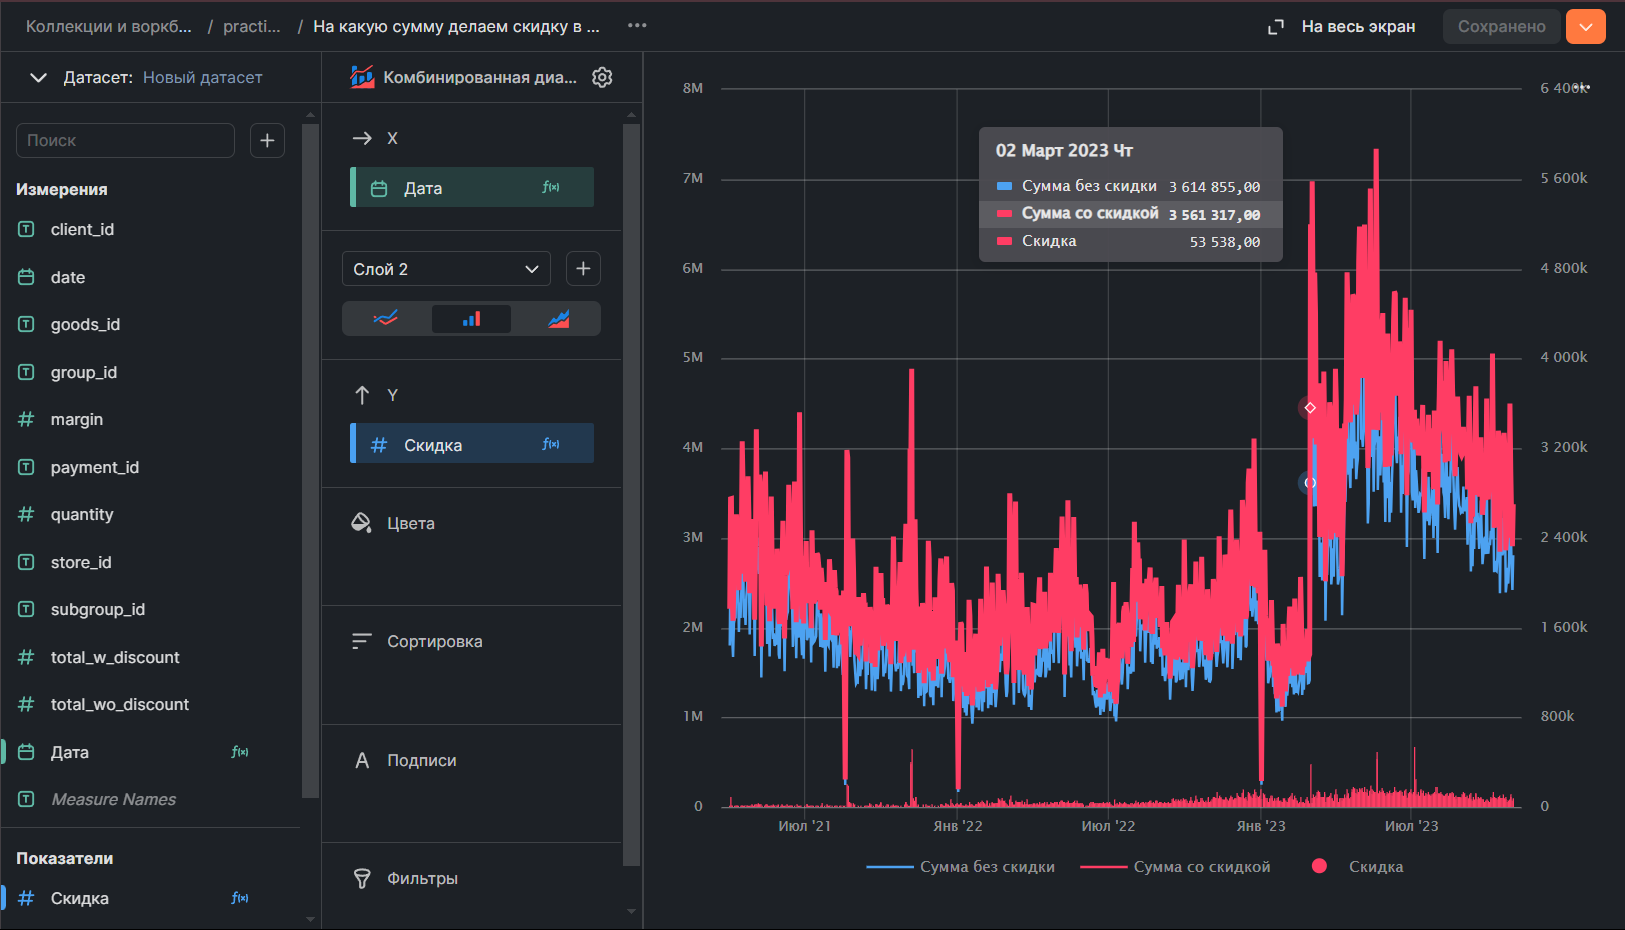 Коллекции и воркб... / practi... / На какую сумму делаем скидку в ... ···
На весь экран
Сохранено
Датасет: Новый датасет
Поиск
Измерения
client_id
date
goods_id
group_id
margin
payment_id
quantity
store_id
subgroup_id
total_w_discount
total_wo_discount
Дата f(x)
Measure Names
Показатели
Скидка f(x)
Комбинированная диа...
X
Дата f(x)
Слой 2
Y
Скидка f(x)
Цвета
Сортировка
Подписи
Фильтры
8M
7M
6M
5M
4M
3M
2M
1M
0
6 400k
5 600k
4 800k
4 000k
3 200k
2 400k
1 600k
800k
0
02 Март 2023 Чт
Сумма без скидки 3 614 855,00
Сумма со скидкой 3 561 317,00
Скидка 53 538,00
Июл '21
Янв '22
Июл '22
Янв '23
Июл '23
Сумма без скидки
Сумма со скидкой
Скидка